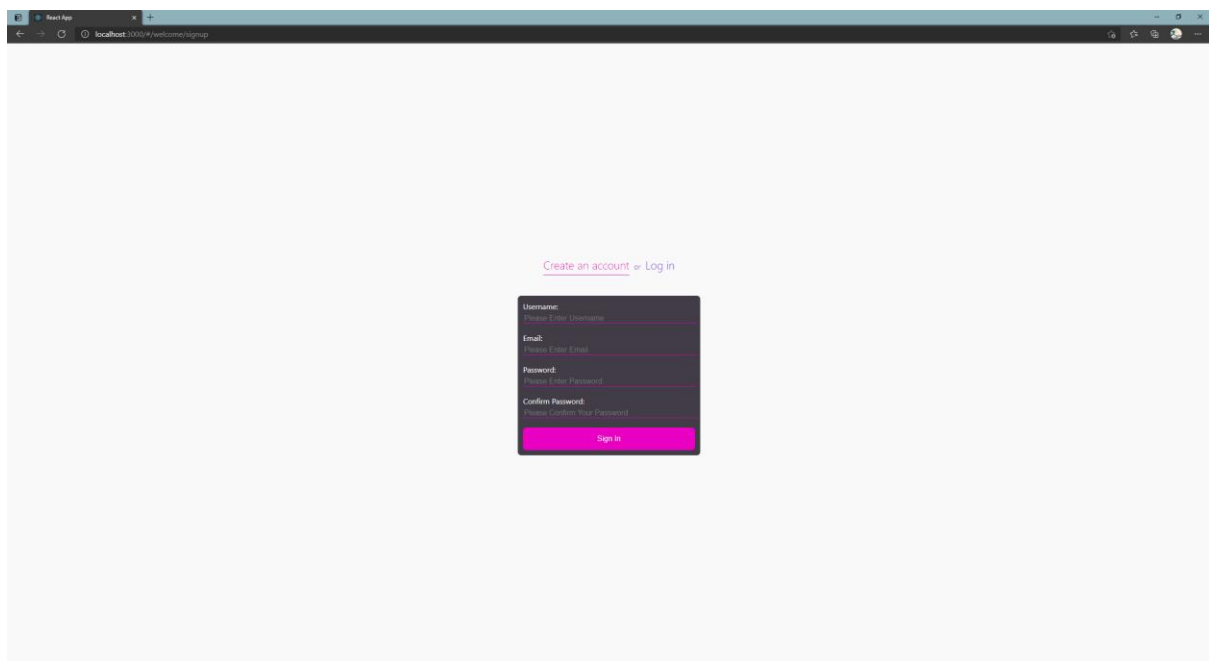 React App
localhost:3000/#/welcome/signup
Create an account or Log in
Username:
Please Enter Username
Email:
Please Enter Email
Password:
Please Enter Password
Confirm Password:
Please Confirm Your Password
Sign In